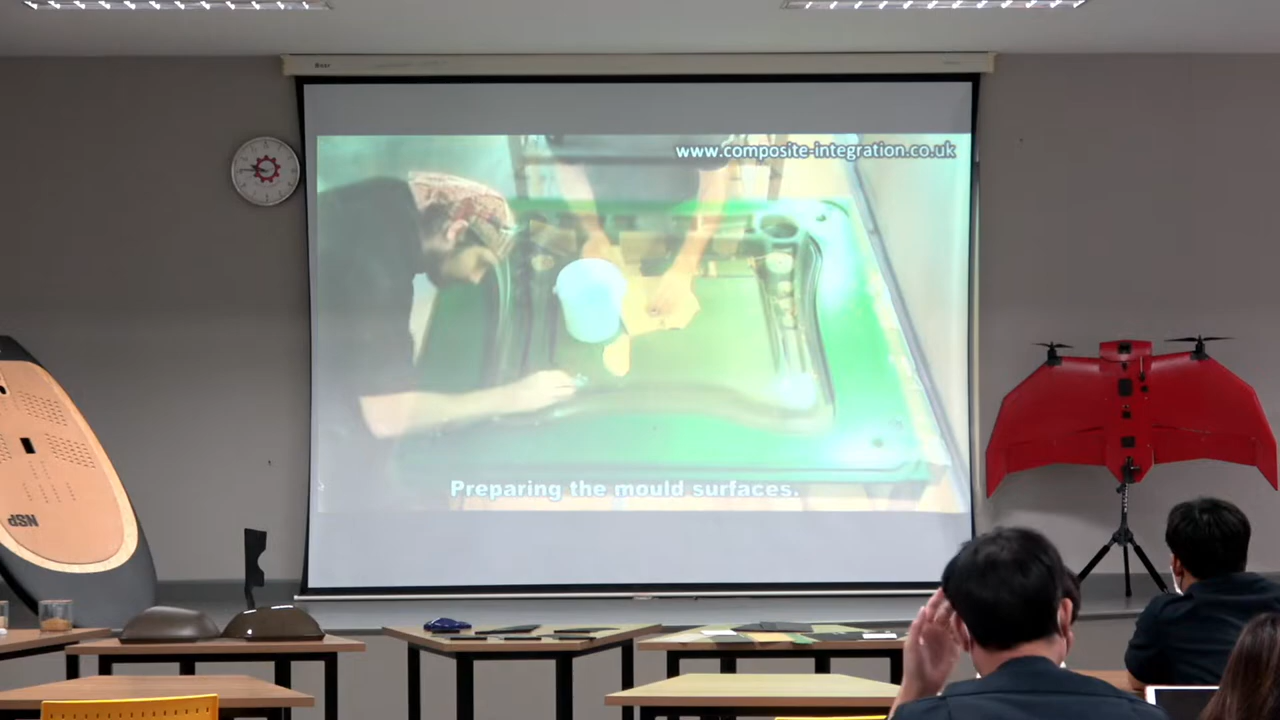 www.composite-integration.co.uk
Preparing the mould surfaces.
NSP